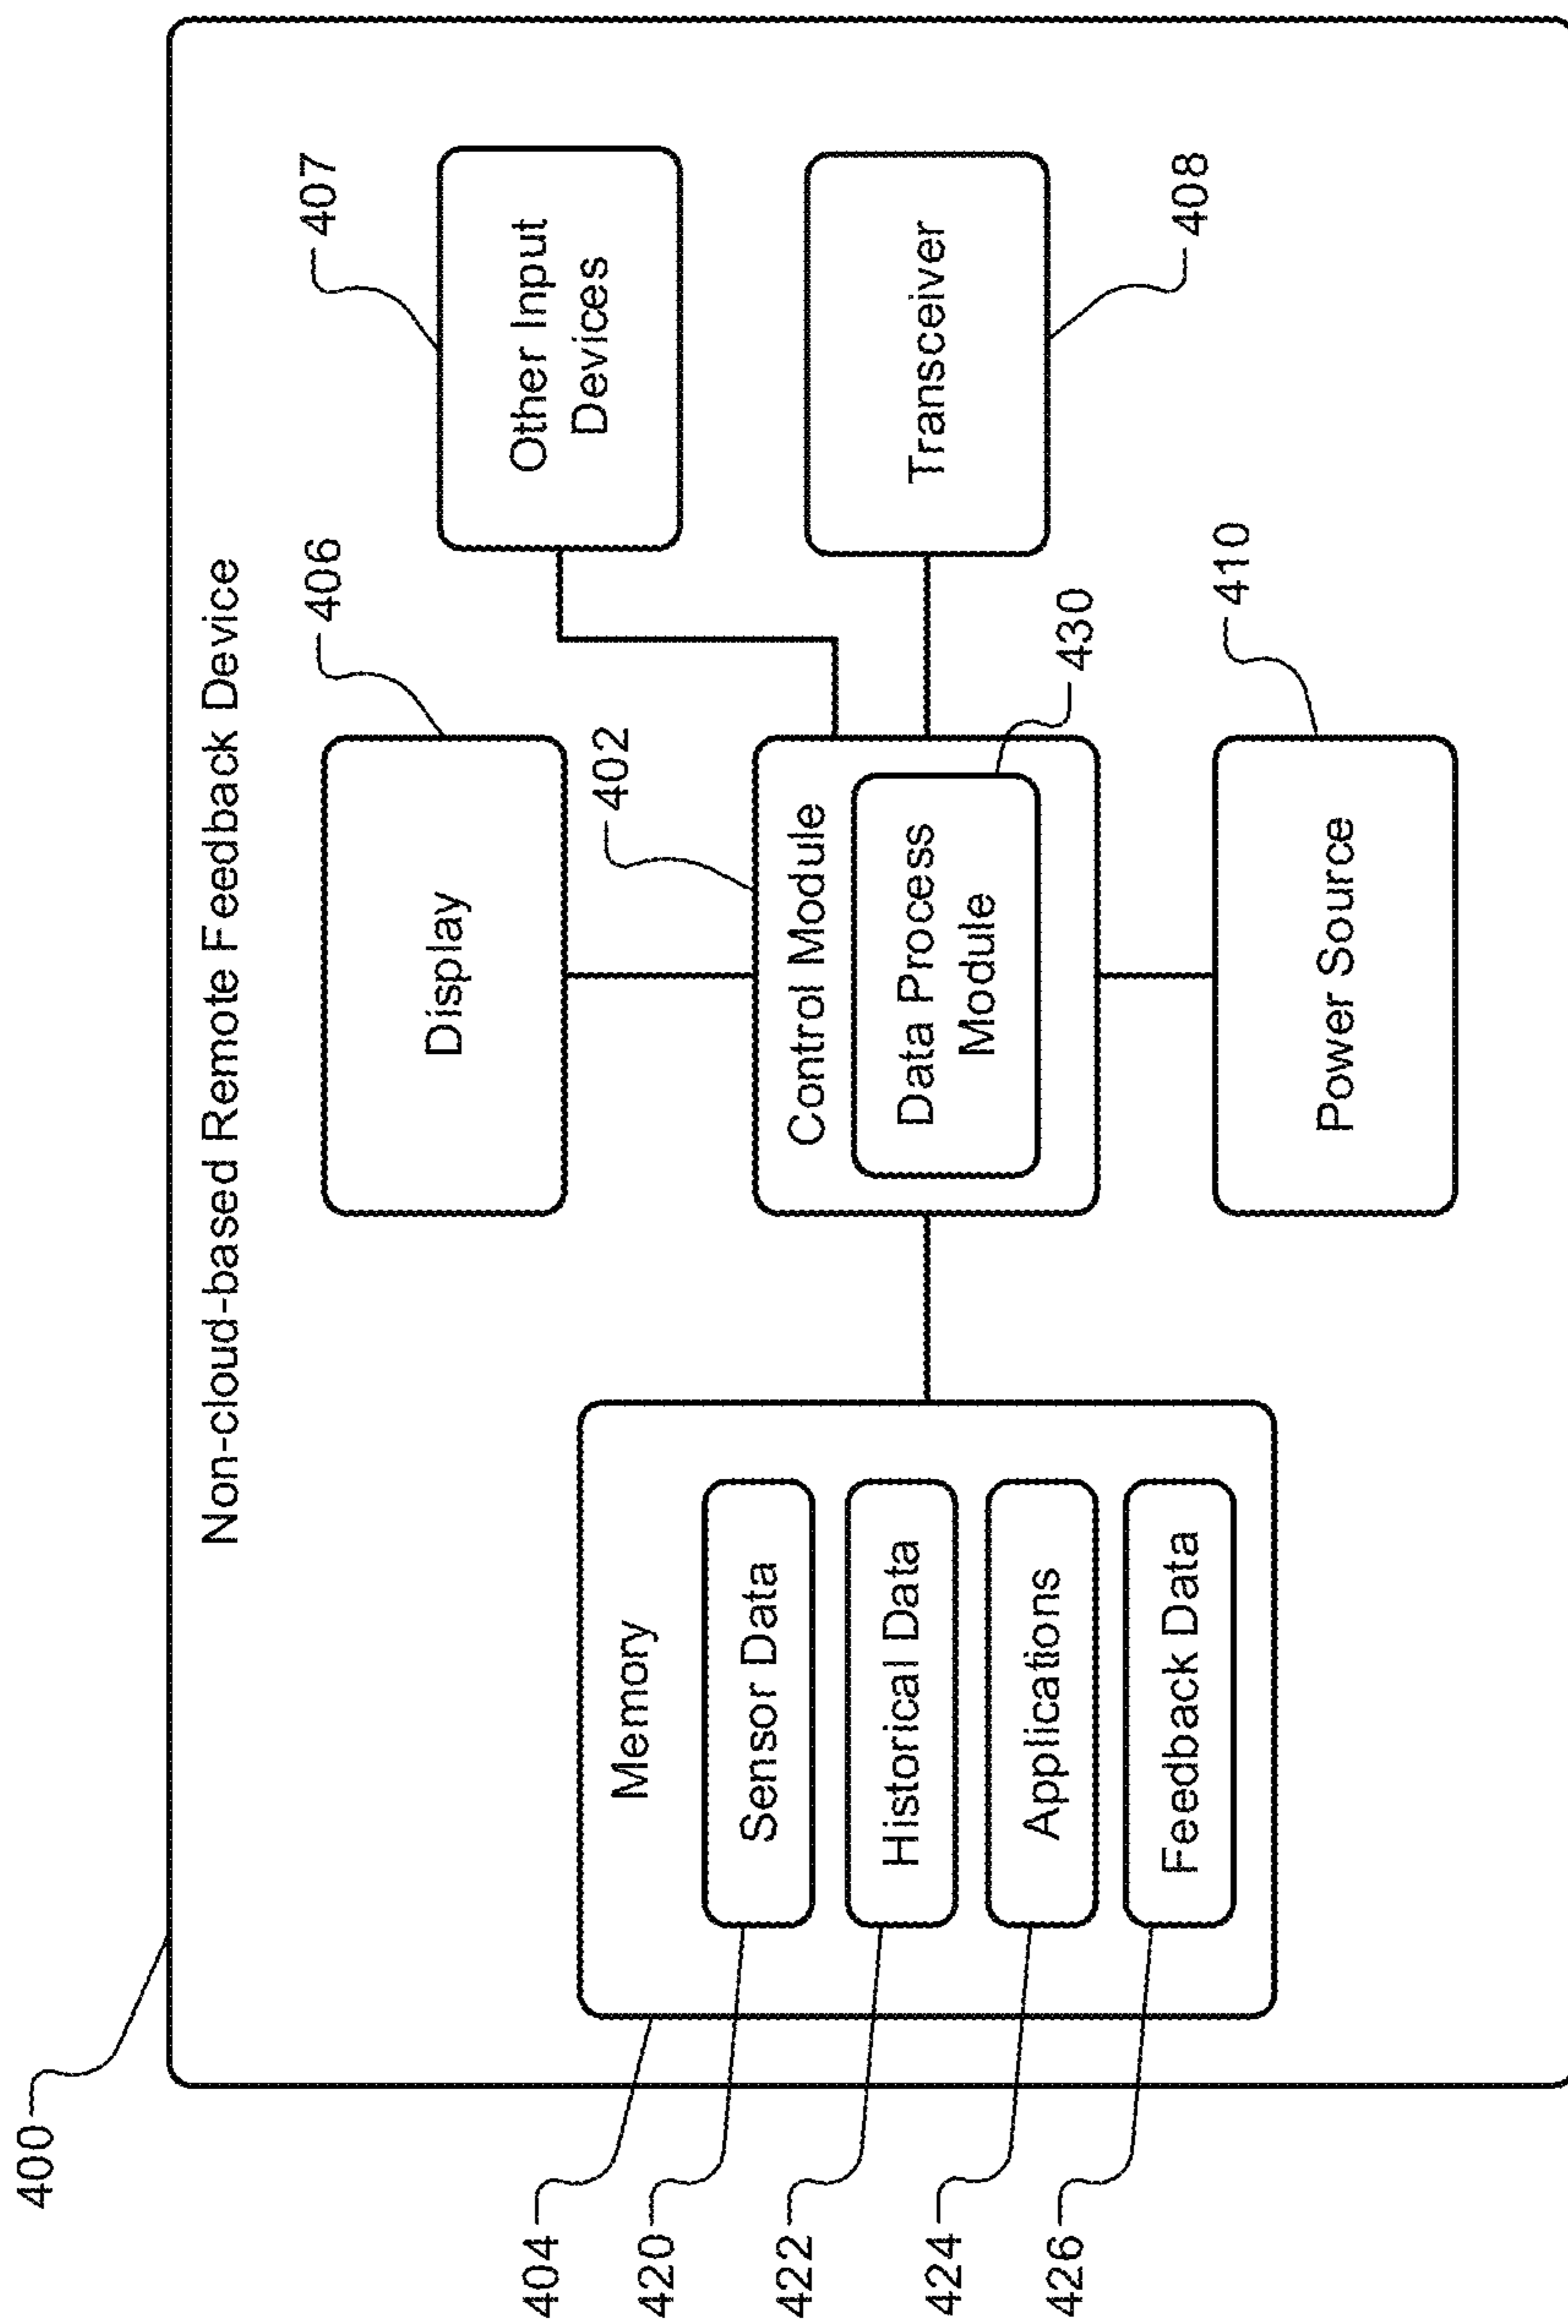 400
Non-cloud-based Remote Feedback Device
406
407
Display
Other Input
Devices
402
404
Memory
420
Sensor Data
422
Historical Data
424
Applications
426
Feedback Data
Control Module
Data Process
Module
430
Transceiver
408
Power Source
410